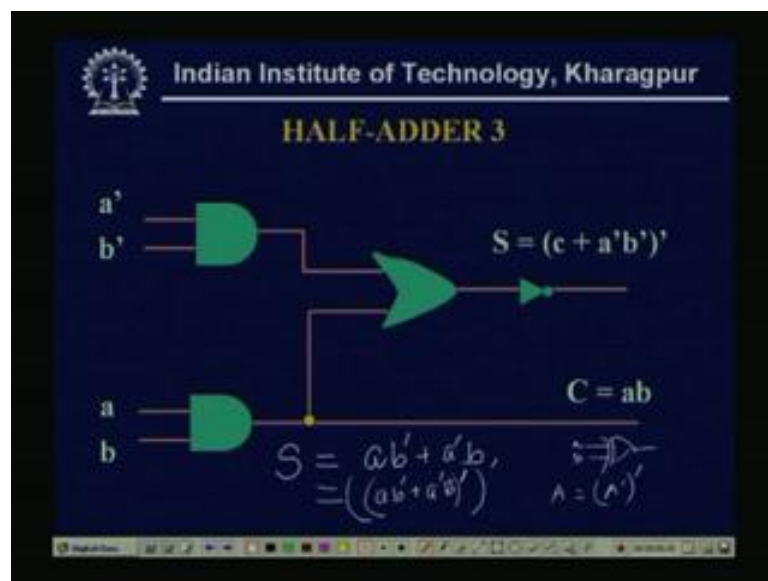 Indian Institute of Technology, Kharagpur
HALF-ADDER 3
a’
b’
S = (c + a’b’)’
C = ab
a
b
S = ab' + a'b,
= ((ab' + a'b)')'
A = (A')'